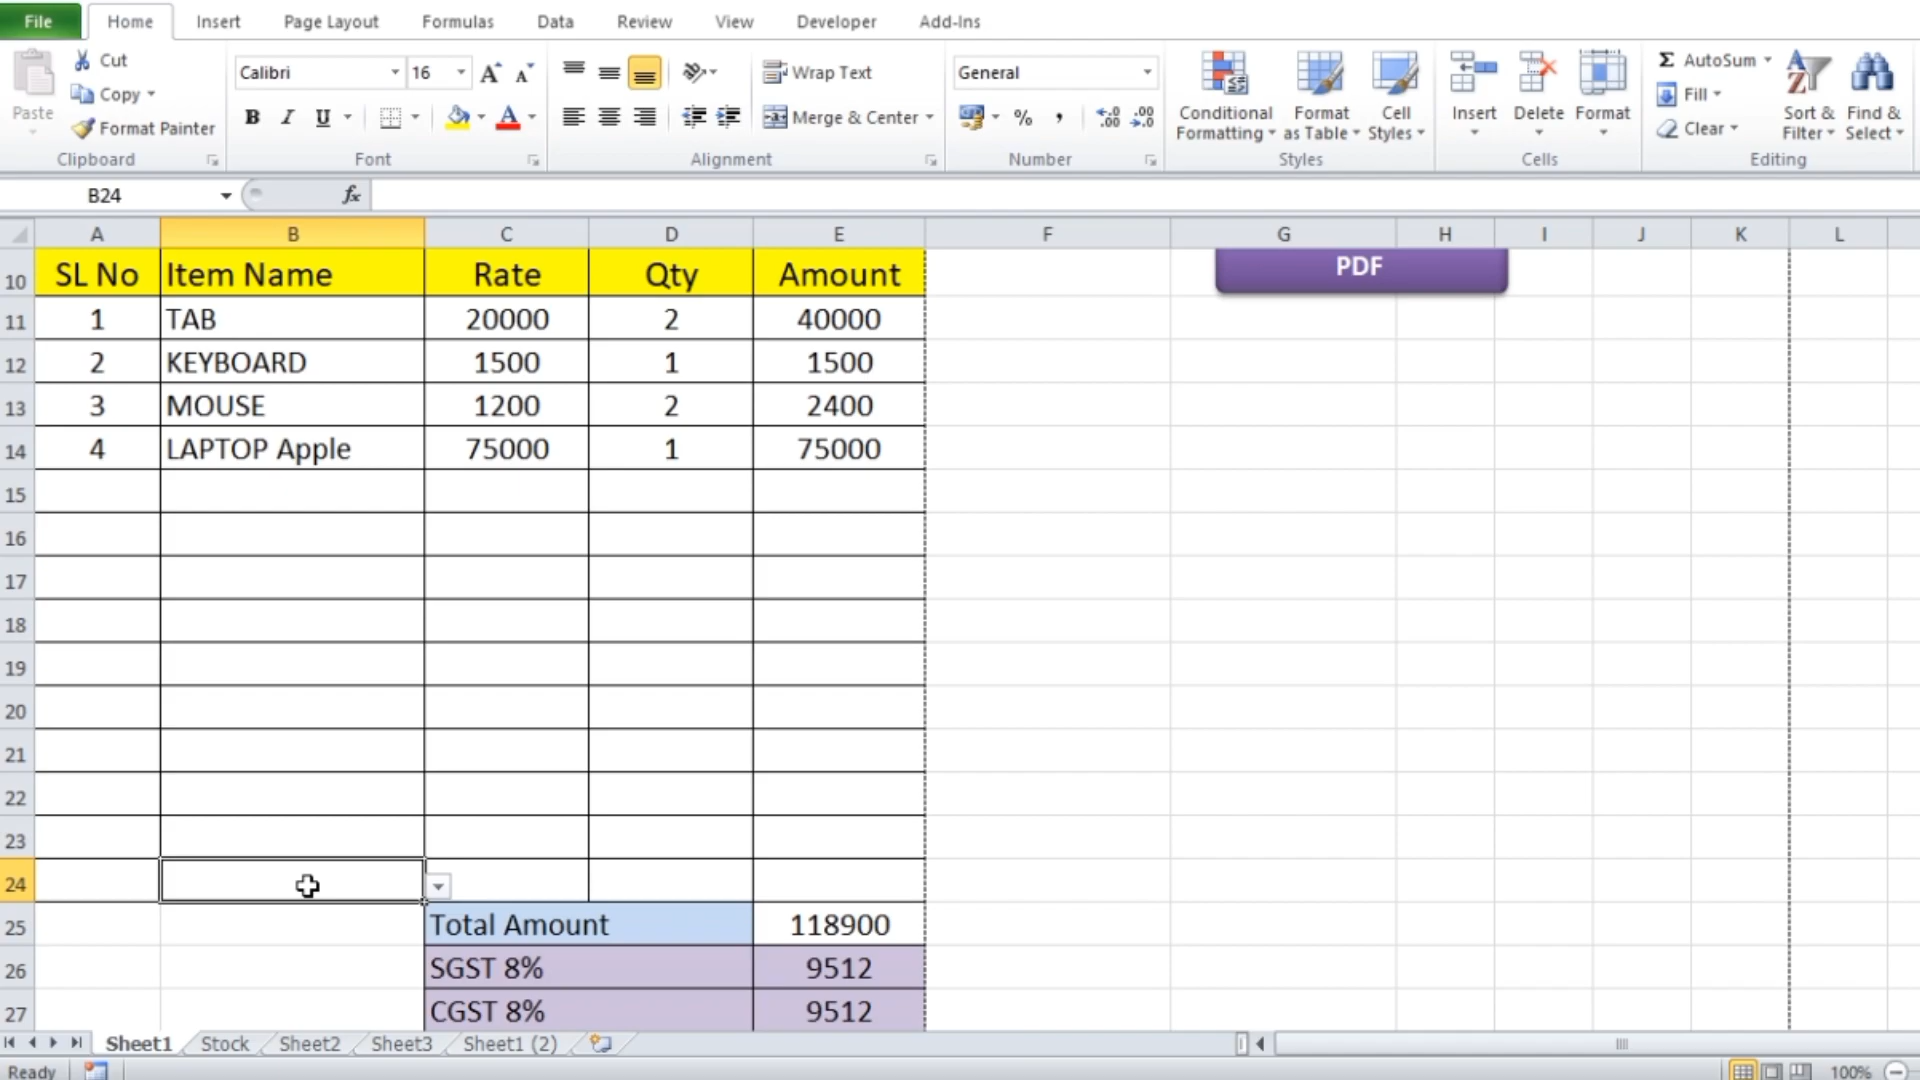 File Home Insert Page Layout Formulas Data Review View Developer Add-Ins
Paste Cut Copy Format Painter Clipboard
Calibri 16 A A B I U A Font
Wrap Text Merge & Center Alignment
General % , .0 .00 .00 .0 Number
Conditional Formatting Format as Table Cell Styles Styles
Insert Delete Format Cells
Σ AutoSum Fill Clear Sort & Filter Find & Select Editing
B24 fx
A B C D E F G H I J K L
10 SL No Item Name Rate Qty Amount PDF
11 1 TAB 20000 2 40000
12 2 KEYBOARD 1500 1 1500
13 3 MOUSE 1200 2 2400
14 4 LAPTOP Apple 75000 1 75000
15
16
17
18
19
20
21
22
23
24
25 Total Amount 118900
26 SGST 8% 9512
27 CGST 8% 9512
Sheet1 Stock Sheet2 Sheet3 Sheet1 (2)
Ready 100%